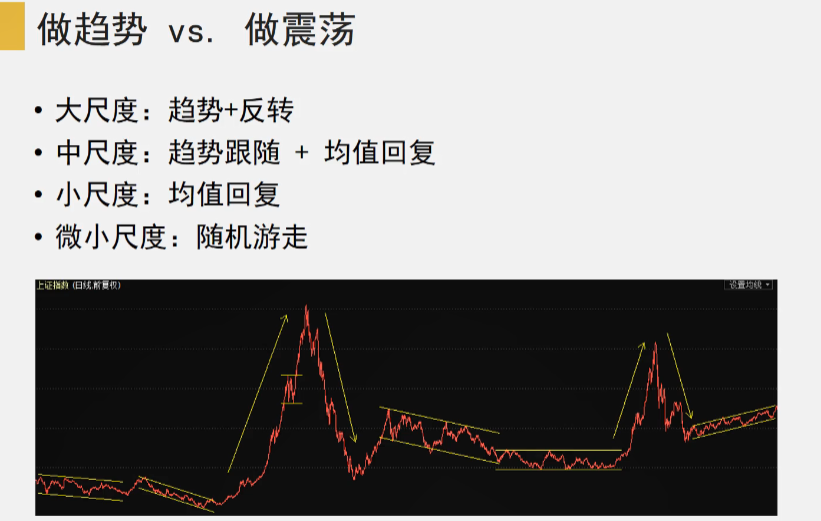 做趋势 vs. 做震荡
• 大尺度：趋势+反转
• 中尺度：趋势跟随 + 均值回复
• 小尺度：均值回复
• 微小尺度：随机游走
上证指数 (日线.前复权)
设置均线